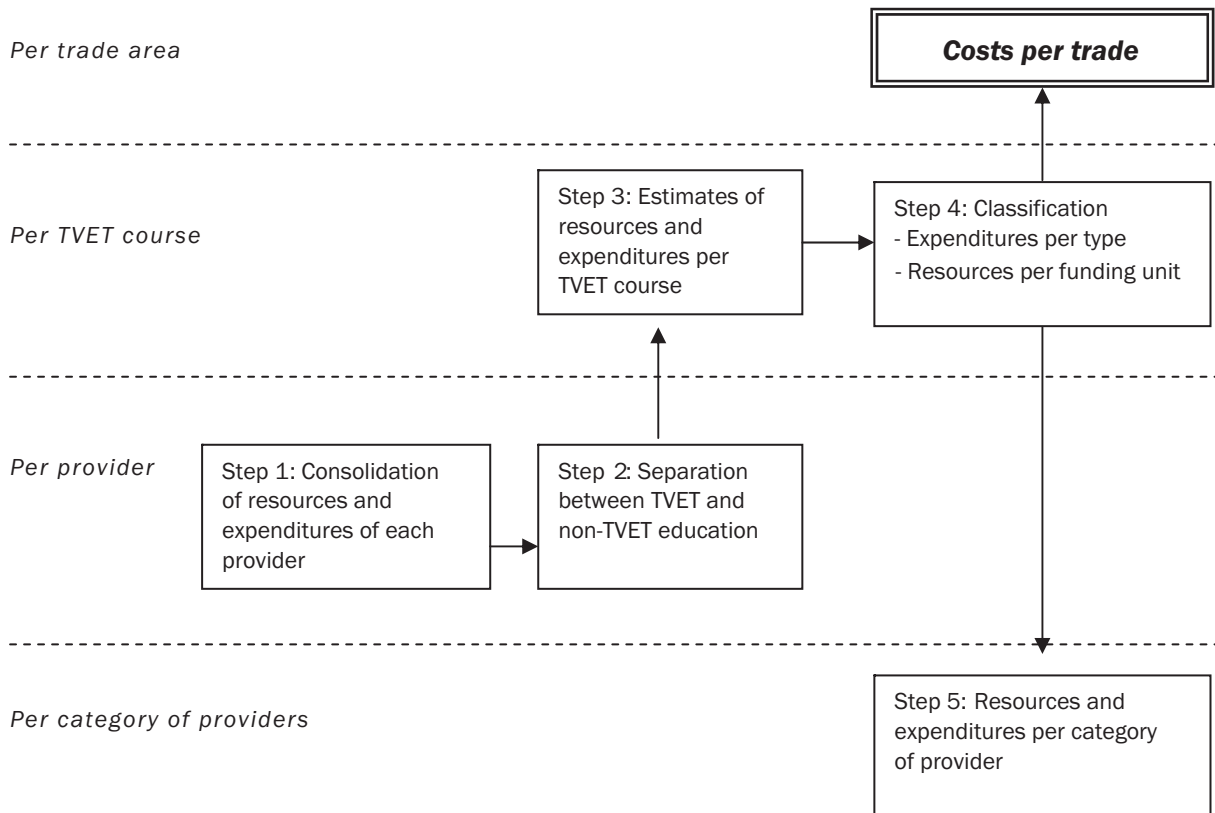 Per trade area
Costs per trade
Per TVET course
Step 3: Estimates of
resources and
expenditures per
TVET course
Step 4: Classification
- Expenditures per type
- Resources per funding unit
Per provider
Step 1: Consolidation
of resources and
expenditures of each
provider
Step 2: Separation
between TVET and
non-TVET education
Per category of providers
Step 5: Resources and
expenditures per category
of provider